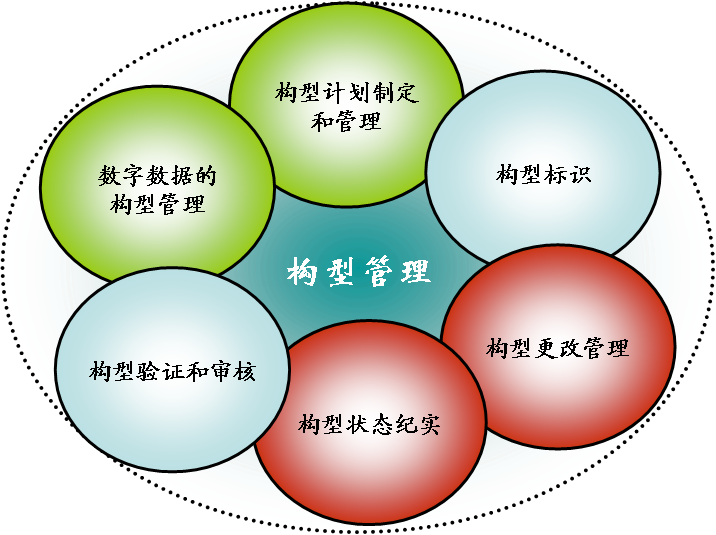 构型计划制定
和管理
数字数据的
构型管理
构型标识
构型管理
构型更改管理
构型验证和审核
构型状态纪实